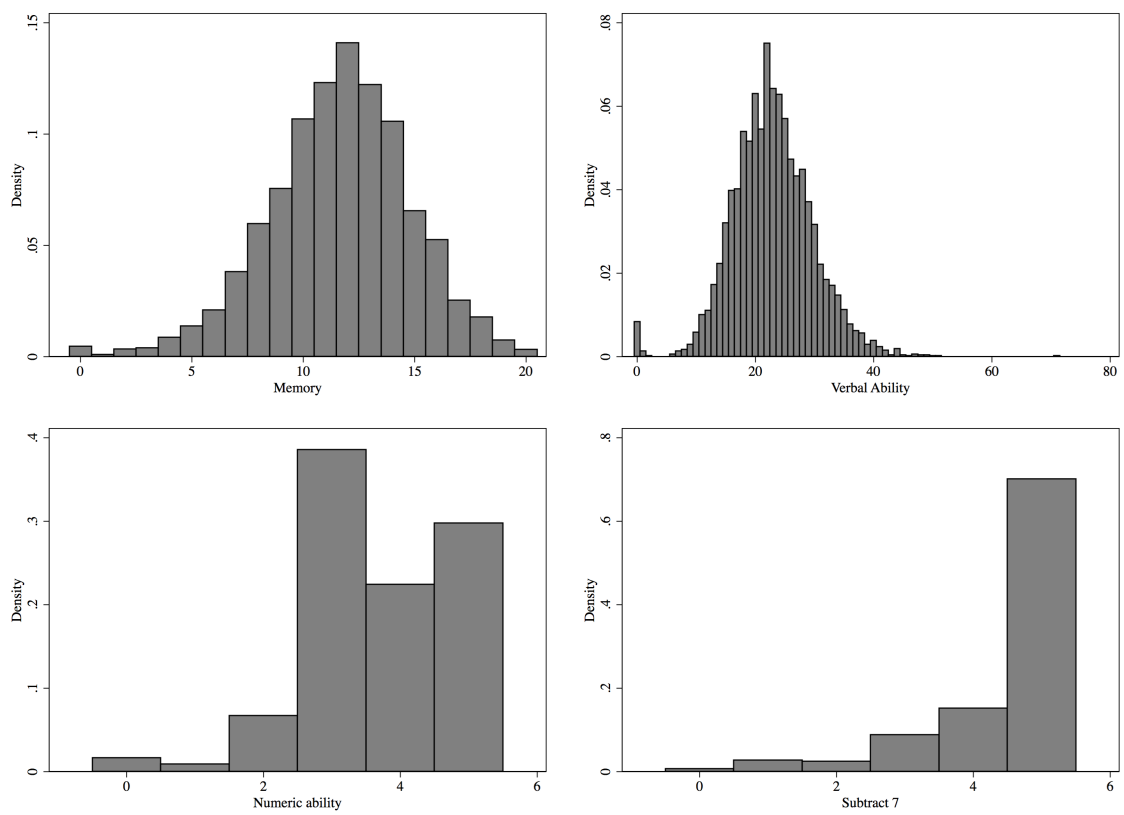 Density
0 .05 .1 .15
0 5 10 15 20
Memory
Density
0 .02 .04 .06 .08
0 20 40 60 80
Verbal Ability
Density
0 .1 .2 .3 .4
0 2 4 6
Numeric ability
Density
0 .2 .4 .6 .8
0 2 4 6
Subtract 7